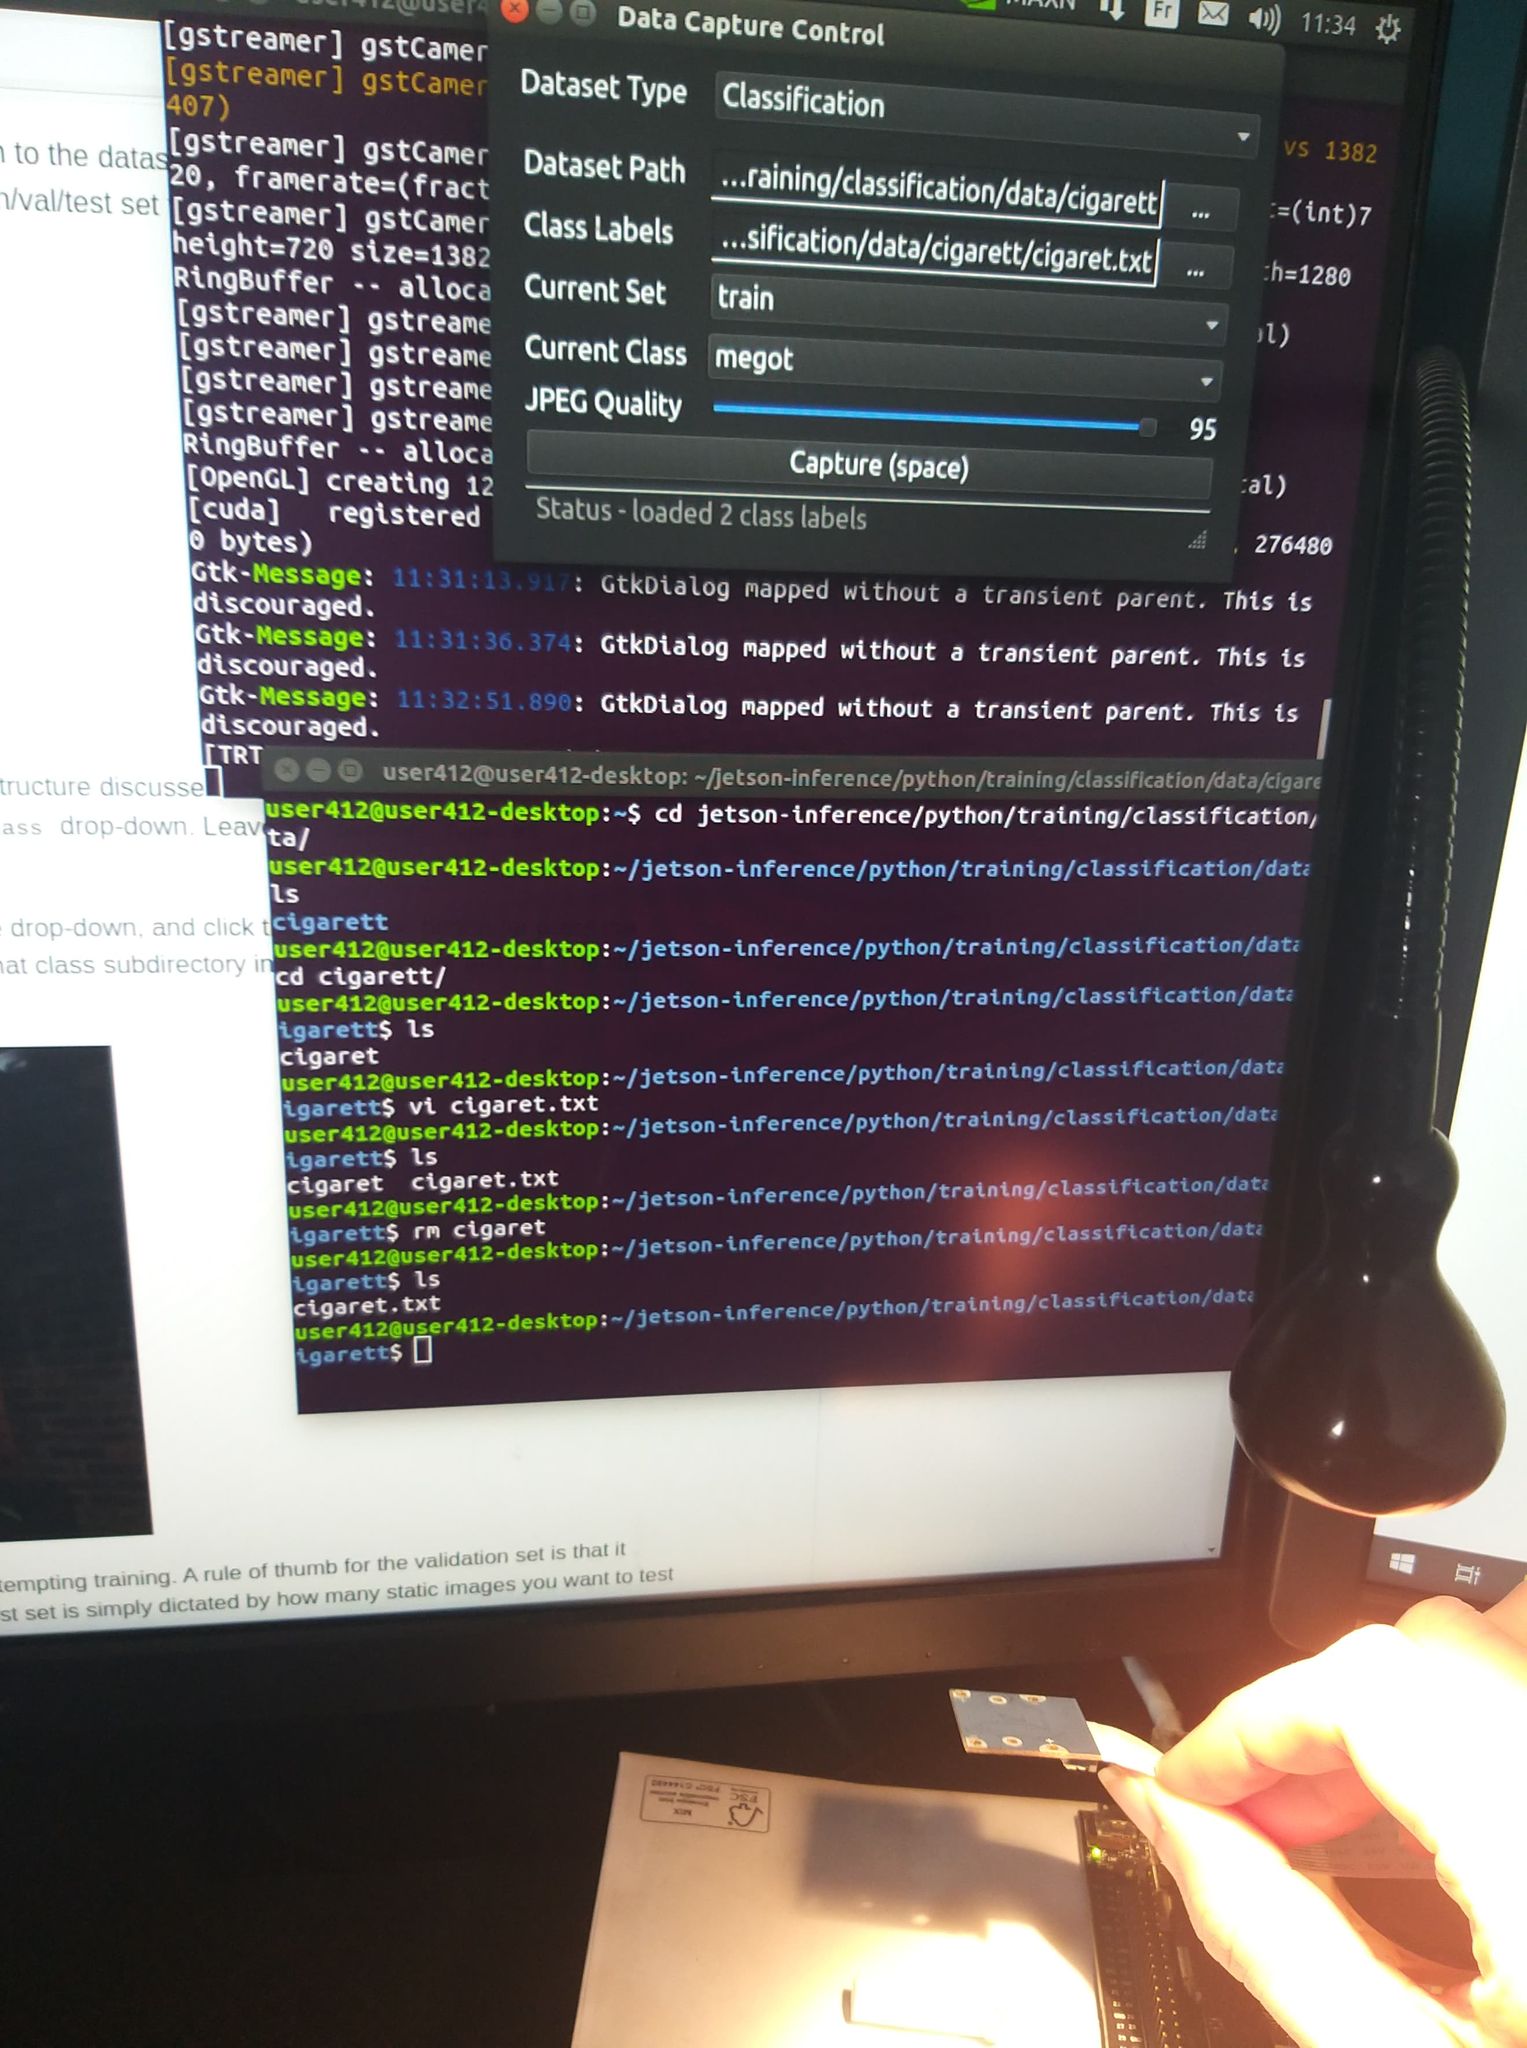 [gstreamer] gstCamer
[gstreamer] gstCamer
407)
vs 1382
[gstreamer] gstCamer
20, framerate=(fract
=(int)7
[gstreamer] gstCamer
height=720 size=1382
h=1280
RingBuffer -- alloca
[gstreamer] gstreame
[gstreamer] gstreame
[gstreamer] gstreame
[gstreamer] gstreame
RingBuffer -- alloca
[OpenGL] creating 12
[cuda] registered
0 bytes)
276480
Gtk-Message: 11:31:13.917: GtkDialog mapped without a transient parent. This is
discouraged.
Gtk-Message: 11:31:36.374: GtkDialog mapped without a transient parent. This is
discouraged.
Gtk-Message: 11:32:51.890: GtkDialog mapped without a transient parent. This is
discouraged.
[TRT
Fr 11:34
Data Capture Control
Dataset Type Classification
Dataset Path ...raining/classification/data/cigarett ...
Class Labels ...sification/data/cigarett/cigaret.txt ...
Current Set train
Current Class megot
JPEG Quality 95
Capture (space)
Status - loaded 2 class labels
user412@user412-desktop: ~/jetson-inference/python/training/classification/data/cigare
user412@user412-desktop:~$ cd jetson-inference/python/training/classification/
ta/
user412@user412-desktop:~/jetson-inference/python/training/classification/data
ls
cigarett
user412@user412-desktop:~/jetson-inference/python/training/classification/data
cd cigarett/
user412@user412-desktop:~/jetson-inference/python/training/classification/data
igarett$ ls
cigaret
user412@user412-desktop:~/jetson-inference/python/training/classification/data
igarett$ vi cigaret.txt
user412@user412-desktop:~/jetson-inference/python/training/classification/data
igarett$ ls
cigaret cigaret.txt
user412@user412-desktop:~/jetson-inference/python/training/classification/data
igarett$ rm cigaret
user412@user412-desktop:~/jetson-inference/python/training/classification/data
igarett$ ls
cigaret.txt
user412@user412-desktop:~/jetson-inference/python/training/classification/data
igarett$
to the datas
n/val/test set
tructure discusse
ass drop-down. Leav
drop-down, and click t
hat class subdirectory in
tempting training. A rule of thumb for the validation set is that it
st set is simply dictated by how many static images you want to test
MIX
FSC